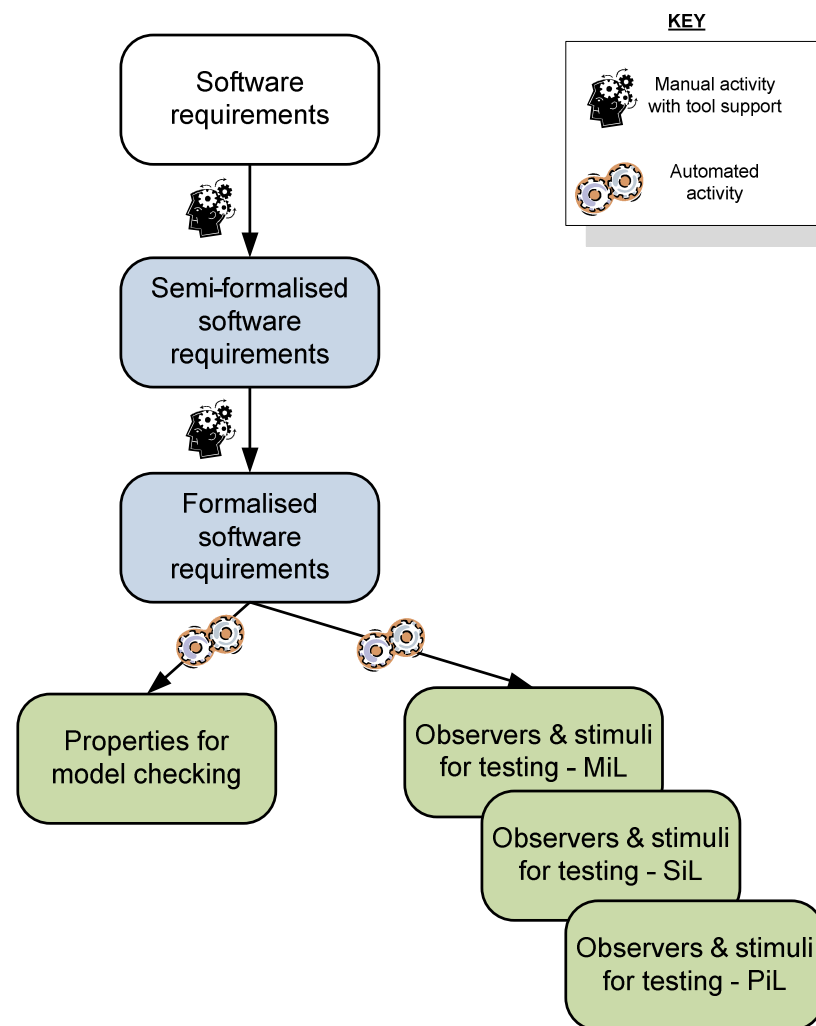 KEY
Manual activity
with tool support
Automated
activity
Software
requirements
Semi-formalised
software
requirements
Formalised
software
requirements
Properties for
model checking
Observers & stimuli
for testing - MiL
Observers & stimuli
for testing - SiL
Observers & stimuli
for testing - PiL